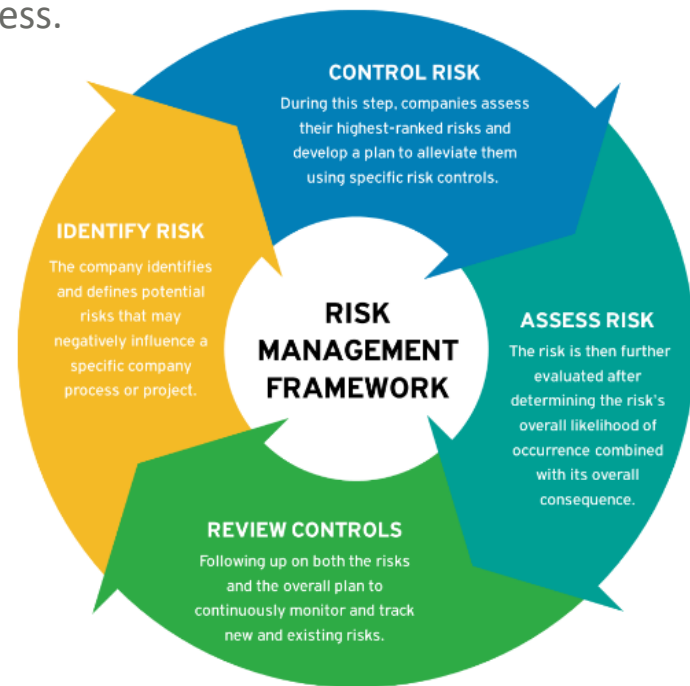 ess.
CONTROL RISK
During this step, companies assess
their highest-ranked risks and
develop a plan to alleviate them
using specific risk controls.
IDENTIFY RISK
The company identifies
and defines potential
risks that may
negatively influence a
specific company
process or project.
RISK
MANAGEMENT
FRAMEWORK
ASSESS RISK
The risk is then further
evaluated after
determining the risk's
overall likelihood of
occurrence combined
with its overall
consequence.
REVIEW CONTROLS
Following up on both the risks
and the overall plan to
continuously monitor and track
new and existing risks.